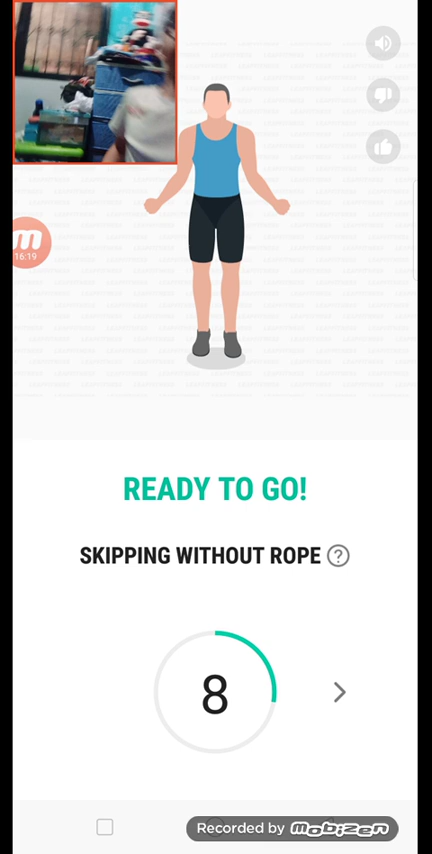 m
16:19
READY TO GO!
SKIPPING WITHOUT ROPE ?
8
Recorded by mobizen